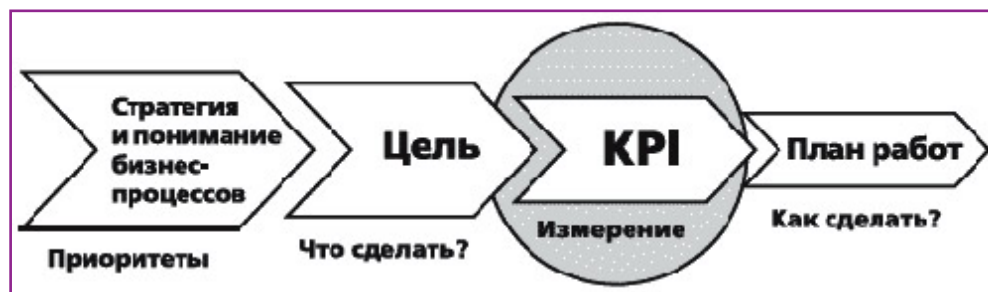 Стратегия
и понимание
бизнес-
процессов
Цель
KPI
План работ
Приоритеты
Что сделать?
Измерение
Как сделать?